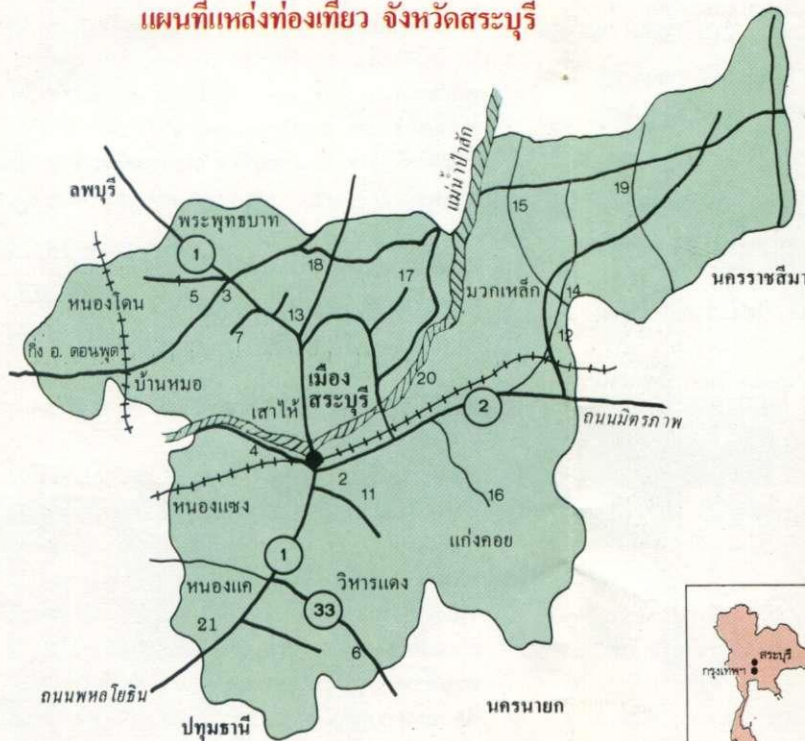 แผนที่แหล่งท่องเที่ยว จังหวัดสระบุรี
ลพบุรี
พระพุทธบาท
แม่น้ำป่าสัก
1
15
19
18
17
นครราชสีมา
หนองโดน
5
3
13
มวกเหล็ก
14
7
12
กิ่ง อ. ดอนพุด
บ้านหมอ
เมือง
สระบุรี
20
เสาไห้
2
ถนนมิตรภาพ
4
2
หนองแซง
11
16
แก่งคอย
1
หนองแค
วิหารแดง
33
21
6
ถนนพหลโยธิน
ปทุมธานี
นครนายก
สระบุรี
กรุงเทพฯ